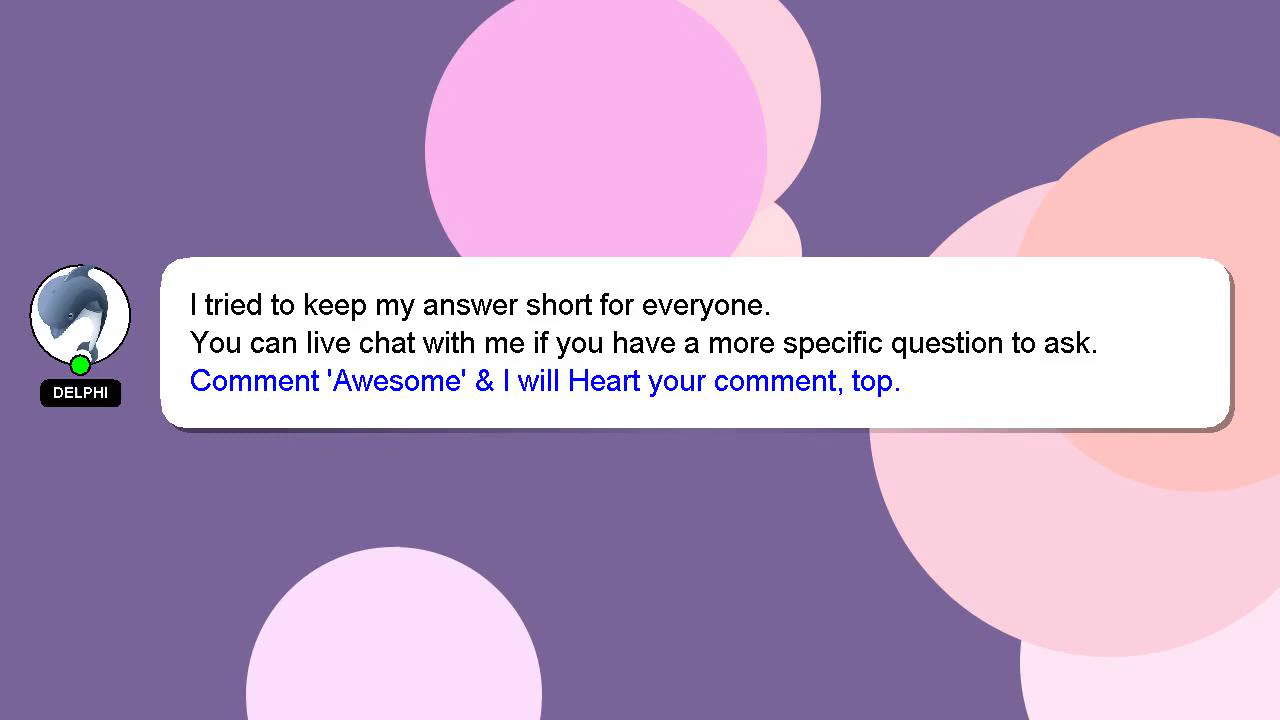 I tried to keep my answer short for everyone.
You can live chat with me if you have a more specific question to ask.
Comment 'Awesome' & I will Heart your comment, top.
DELPHI